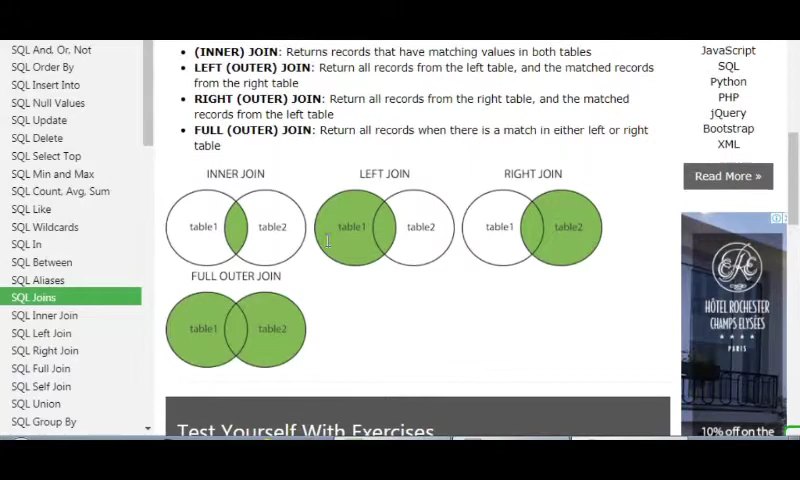 SQL And, Or, Not
SQL Order By
SQL Insert Into
SQL Null Values
SQL Update
SQL Delete
SQL Select Top
SQL Min and Max
SQL Count, Avg, Sum
SQL Like
SQL Wildcards
SQL In
SQL Between
SQL Aliases
SQL Joins
SQL Inner Join
SQL Left Join
SQL Right Join
SQL Full Join
SQL Self Join
SQL Union
SQL Group By
(INNER) JOIN: Returns records that have matching values in both tables
LEFT (OUTER) JOIN: Return all records from the left table, and the matched records
from the right table
RIGHT (OUTER) JOIN: Return all records from the right table, and the matched
records from the left table
FULL (OUTER) JOIN: Return all records when there is a match in either left or right
table
INNER JOIN LEFT JOIN RIGHT JOIN
table1 table2 table1 table2 table1 table2
FULL OUTER JOIN
table1 table2
Test Yourself With Exercises
JavaScript
SQL
Python
PHP
jQuery
Bootstrap
XML
Read More »
HÔTEL ROCHESTER
CHAMPS ELYSÉES
PARIS
10% off on the